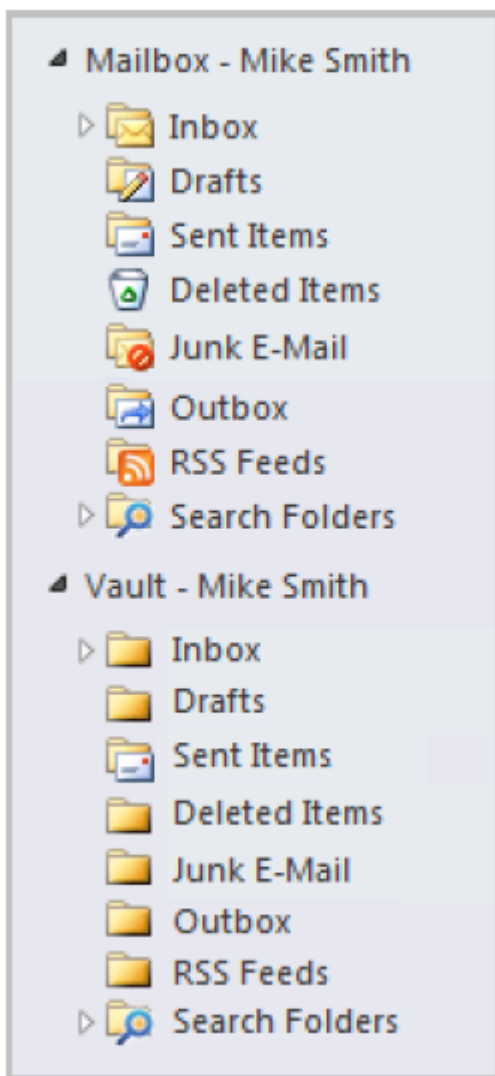 Mailbox - Mike Smith
Inbox
Drafts
Sent Items
Deleted Items
Junk E-Mail
Outbox
RSS Feeds
Search Folders
Vault - Mike Smith
Inbox
Drafts
Sent Items
Deleted Items
Junk E-Mail
Outbox
RSS Feeds
Search Folders